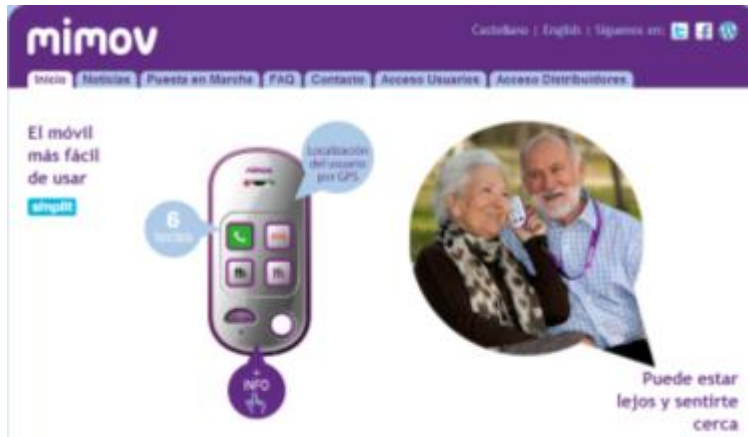 mimov
Castellano | English | Síguenos en:
Inicio Noticias Puesta en Marcha FAQ Contacto Acceso Usuarios Acceso Distribuidores
El móvil
más fácil
de usar
simplit
mimov
Localización
del usuario
por GPS
6
teclas
+
INFO
Puede estar
lejos y sentirte
cerca